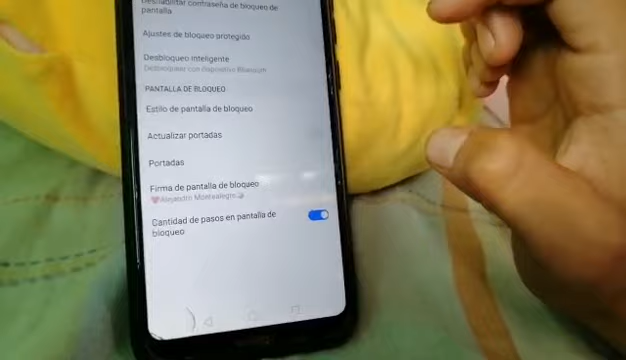 Deshabilitar contraseña de bloqueo de
pantalla
Ajustes de bloqueo protegido
Desbloqueo inteligente
Desbloquear con dispositivo Bluetooth
PANTALLA DE BLOQUEO
Estilo de pantalla de bloqueo
Actualizar portadas
Portadas
Firma de pantalla de bloqueo
Alejandro Montealegre
Cantidad de pasos en pantalla de
bloqueo